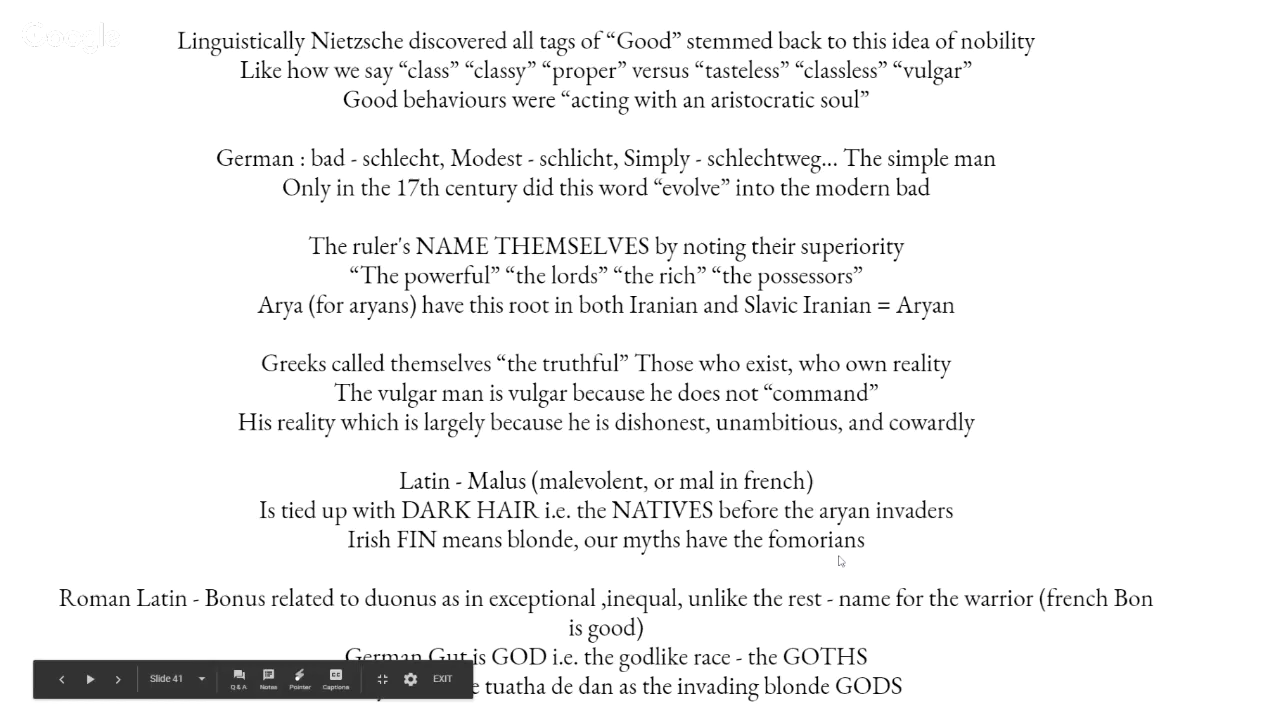 Google
Linguistically Nietzsche discovered all tags of “Good” stemmed back to this idea of nobility
Like how we say “class” “classy” “proper” versus “tasteless” “classless” “vulgar”
Good behaviours were “acting with an aristocratic soul”
German : bad - schlecht, Modest - schlicht, Simply - schlechtweg... The simple man
Only in the 17th century did this word “evolve” into the modern bad
The ruler's NAME THEMSELVES by noting their superiority
“The powerful” “the lords” “the rich” “the possessors”
Arya (for aryans) have this root in both Iranian and Slavic Iranian = Aryan
Greeks called themselves “the truthful” Those who exist, who own reality
The vulgar man is vulgar because he does not “command”
His reality which is largely because he is dishonest, unambitious, and cowardly
Latin - Malus (malevolent, or mal in french)
Is tied up with DARK HAIR i.e. the NATIVES before the aryan invaders
Irish FIN means blonde, our myths have the fomorians
Roman Latin - Bonus related to duonus as in exceptional ,inequal, unlike the rest - name for the warrior (french Bon
is good)
German Gut is GOD i.e. the godlike race - the GOTHS
tuatha de dan as the invading blonde GODS
Slide 41
Q & A
Notes
Pointer
Captions
EXIT